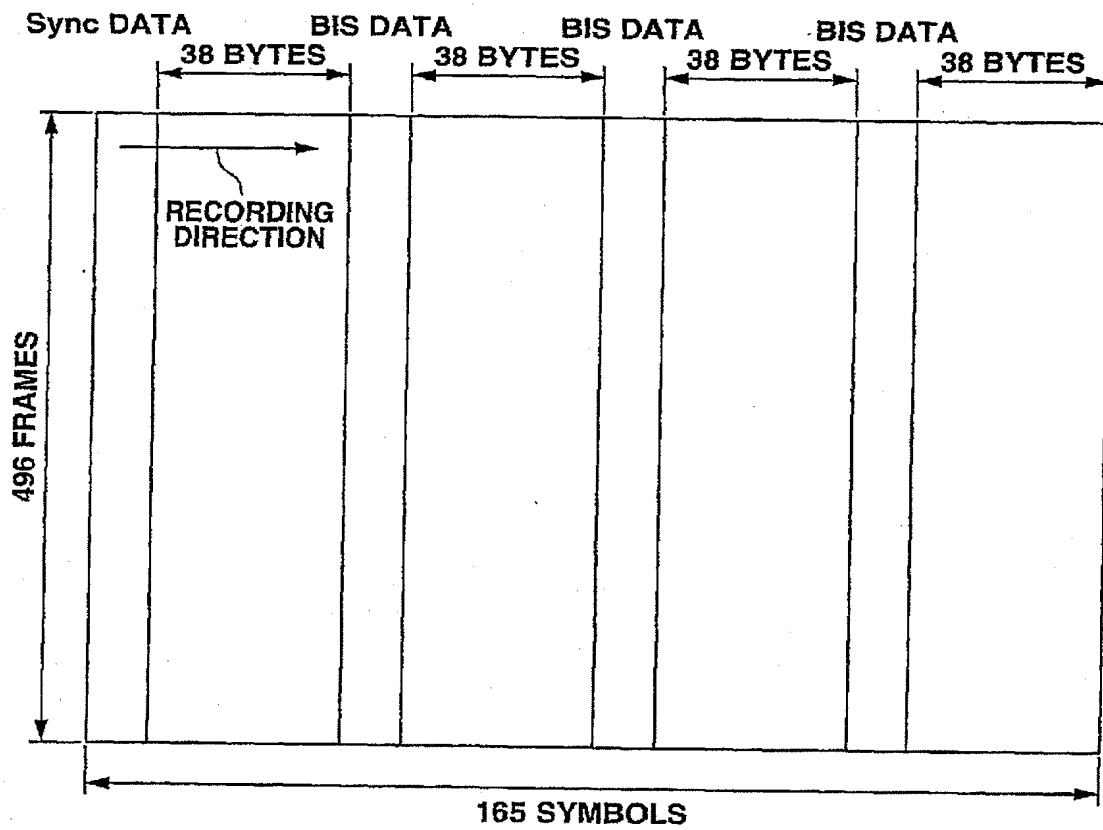 Sync DATA BIS DATA BIS DATA BIS DATA
38 BYTES 38 BYTES 38 BYTES 38 BYTES
RECORDING
DIRECTION
496 FRAMES
165 SYMBOLS